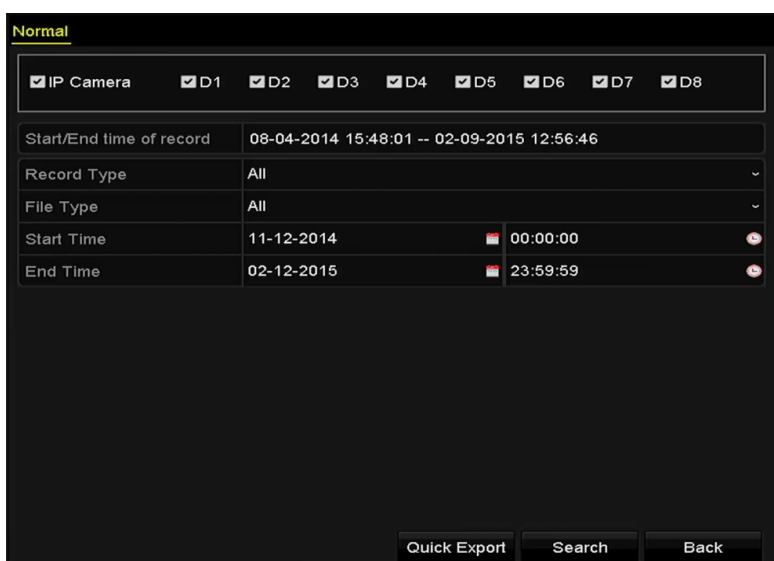 Normal
IP Camera D1 D2 D3 D4 D5 D6 D7 D8
Start/End time of record 08-04-2014 15:48:01 -- 02-09-2015 12:56:46
Record Type All
File Type All
Start Time 11-12-2014 00:00:00
End Time 02-12-2015 23:59:59
Quick Export Search Back